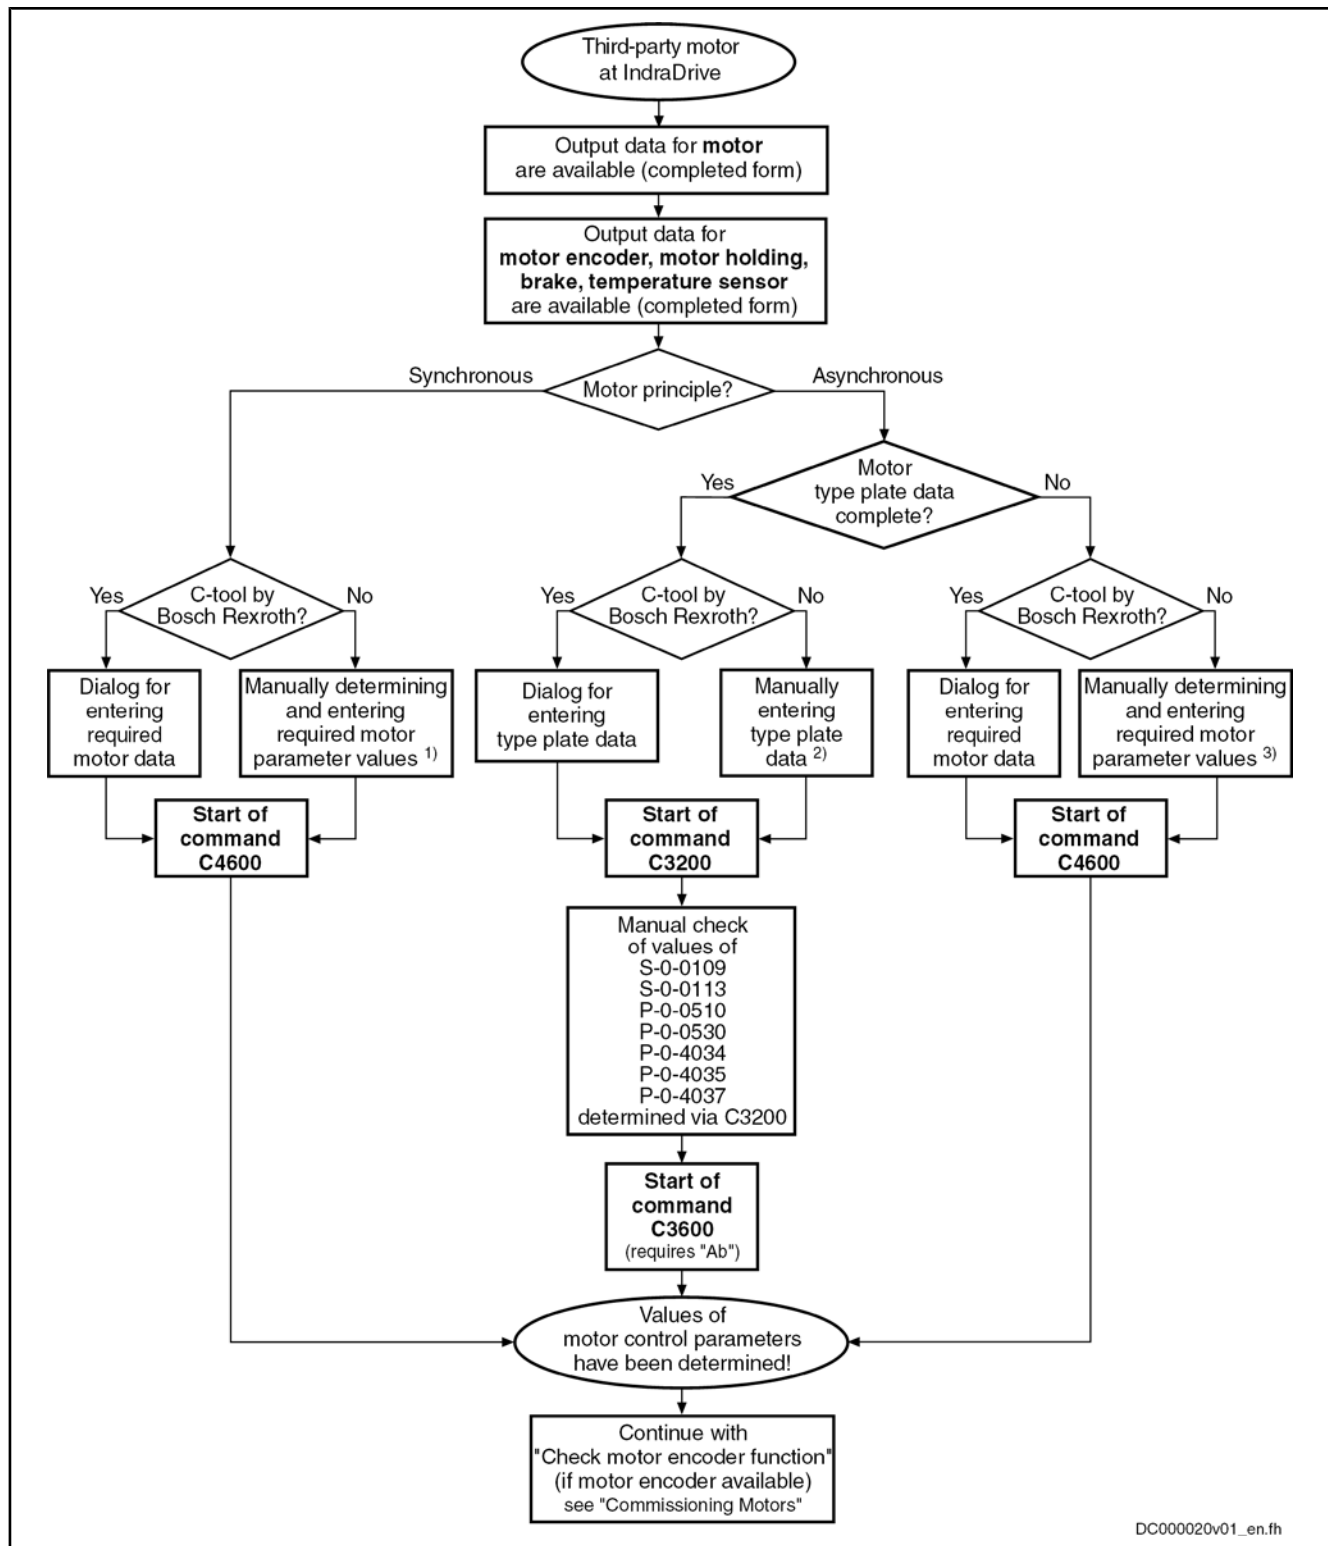 Third-party motor
at IndraDrive
Output data for motor
are available (completed form)
Output data for
motor encoder, motor holding,
brake, temperature sensor
are available (completed form)
Motor principle?
Synchronous
Asynchronous
Motor
type plate data
complete?
Yes
No
C-tool by
Bosch Rexroth?
Yes
No
C-tool by
Bosch Rexroth?
Yes
No
C-tool by
Bosch Rexroth?
Yes
No
Dialog for
entering
required
motor data
Manually determining
and entering
required motor
parameter values 1)
Dialog for
entering
type plate data
Manually
entering
type plate
data 2)
Dialog for
entering
required
motor data
Manually determining
and entering
required motor
parameter values 3)
Start of
command
C4600
Start of
command
C3200
Start of
command
C4600
Manual check
of values of
S-0-0109
S-0-0113
P-0-0510
P-0-0530
P-0-4034
P-0-4035
P-0-4037
determined via C3200
Start of
command
C3600
(requires "Ab")
Values of
motor control parameters
have been determined!
Continue with
"Check motor encoder function"
(if motor encoder available)
see "Commissioning Motors"
DC000020v01_en.fh